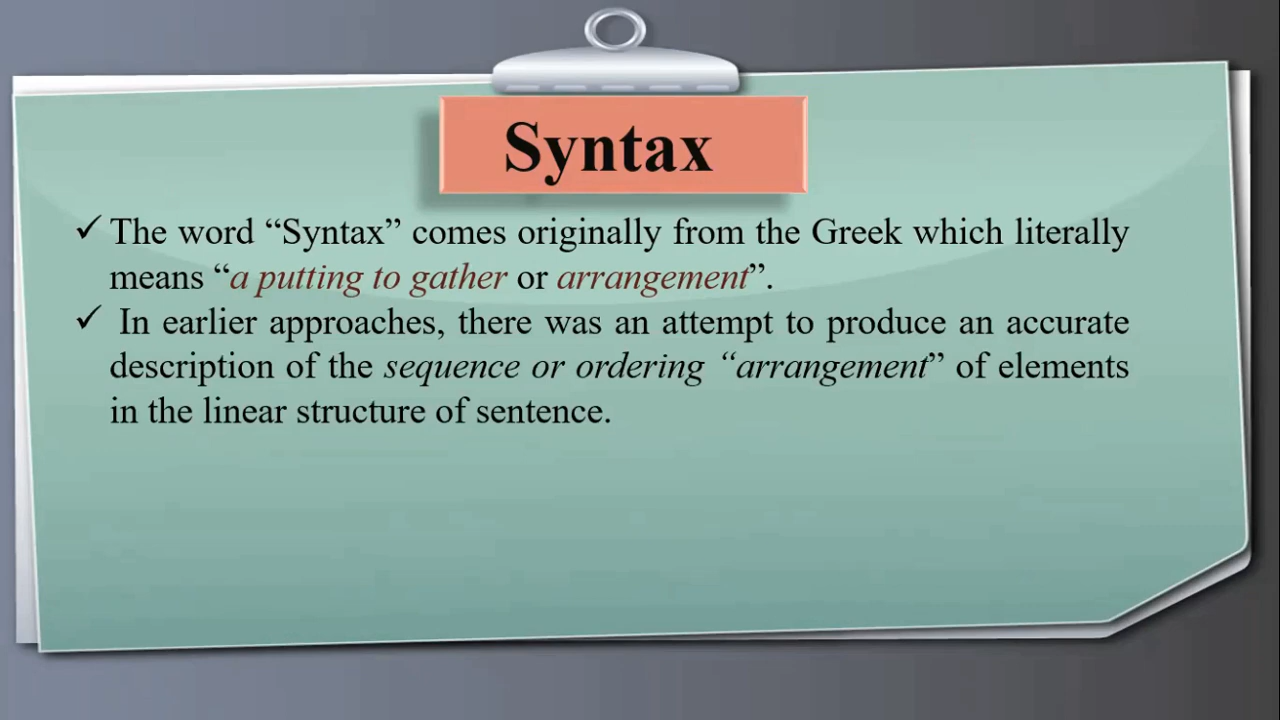 Syntax
✓ The word “Syntax” comes originally from the Greek which literally
means “a putting to gather or arrangement”.
✓ In earlier approaches, there was an attempt to produce an accurate
description of the sequence or ordering “arrangement” of elements
in the linear structure of sentence.